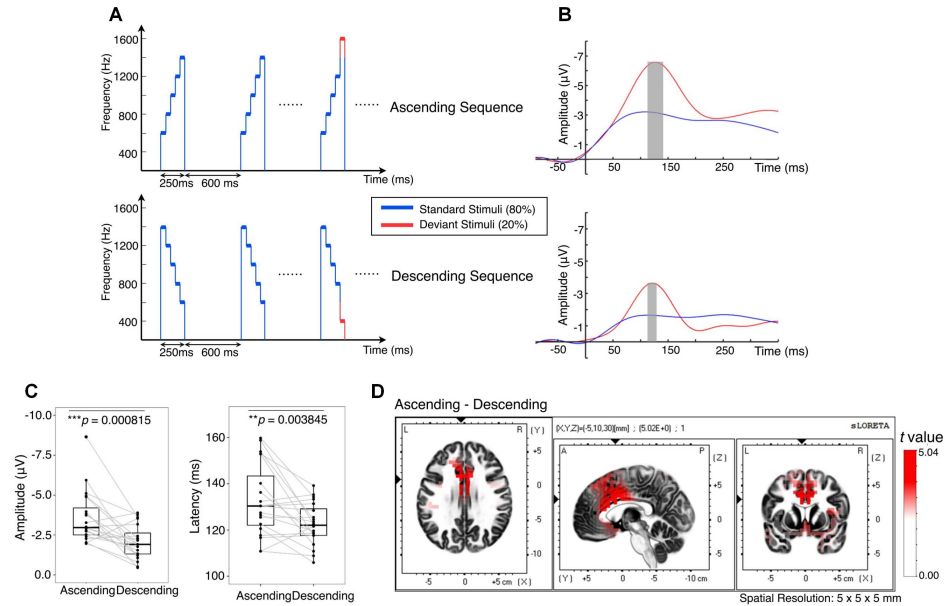 A
Frequency (Hz)
1600
1200
800
400
250ms
600 ms
Time (ms)
Ascending Sequence
Frequency (Hz)
1600
1200
800
400
250ms
600 ms
Time (ms)
Descending Sequence
Standard Stimuli (80%)
Deviant Stimuli (20%)
B
Amplitude (µV)
-7
-5
-3
-1
-50
50
150
250
Time (ms)
Amplitude (µV)
-7
-5
-3
-1
-50
50
150
250
Time (ms)
C
Amplitude (µV)
-10.0
-5.0
-2.5
0.0
***p = 0.000815
Ascending Descending
Latency (ms)
160
140
120
100
**p = 0.003845
Ascending Descending
D
Ascending - Descending
L R (Y)
+5
0
-5
-10
-5 0 +5 cm (X)
[X,Y,Z]=(-5,10,30)[mm] ; (5.02E+0) ; 1
sLORETA
A P (Z)
+5
0
-5
(Y) +5 0 -5 -10 cm
L R (Z)
+5
0
-5
-5 0 +5 cm (X)
t value
5.04
0.00
Spatial Resolution: 5 x 5 x 5 mm